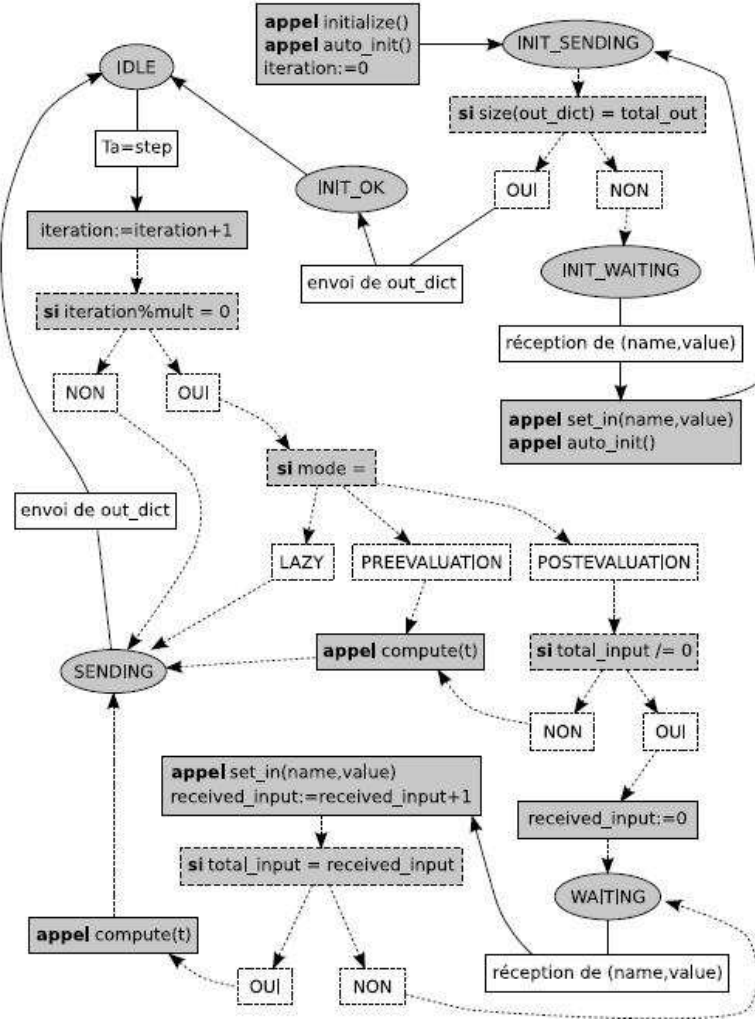 appel initialize()
appel auto_init()
iteration:=0
INIT_SENDING
IDLE
si size(out_dict) = total_out
Ta=step
OUI
NON
INIT_OK
iteration:=iteration+1
INIT_WAITING
envoi de out_dict
si iteration%mult = 0
réception de (name,value)
NON
OUI
appel set_in(name,value)
appel auto_init()
si mode =
envoi de out_dict
LAZY
PREEVALUATION
POSTEVALUATION
SENDING
appel compute(t)
si total_input /= 0
NON
OUI
appel set_in(name,value)
received_input:=received_input+1
received_input:=0
si total_input = received_input
WAITING
appel compute(t)
OUI
NON
réception de (name,value)